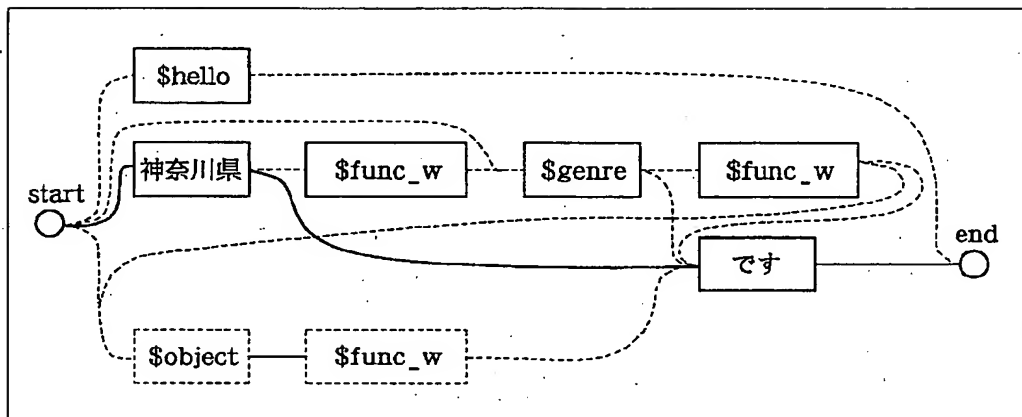 $hello
神奈川県
$func_w
$genre
$func_w
start
end
です
$object
$func_w